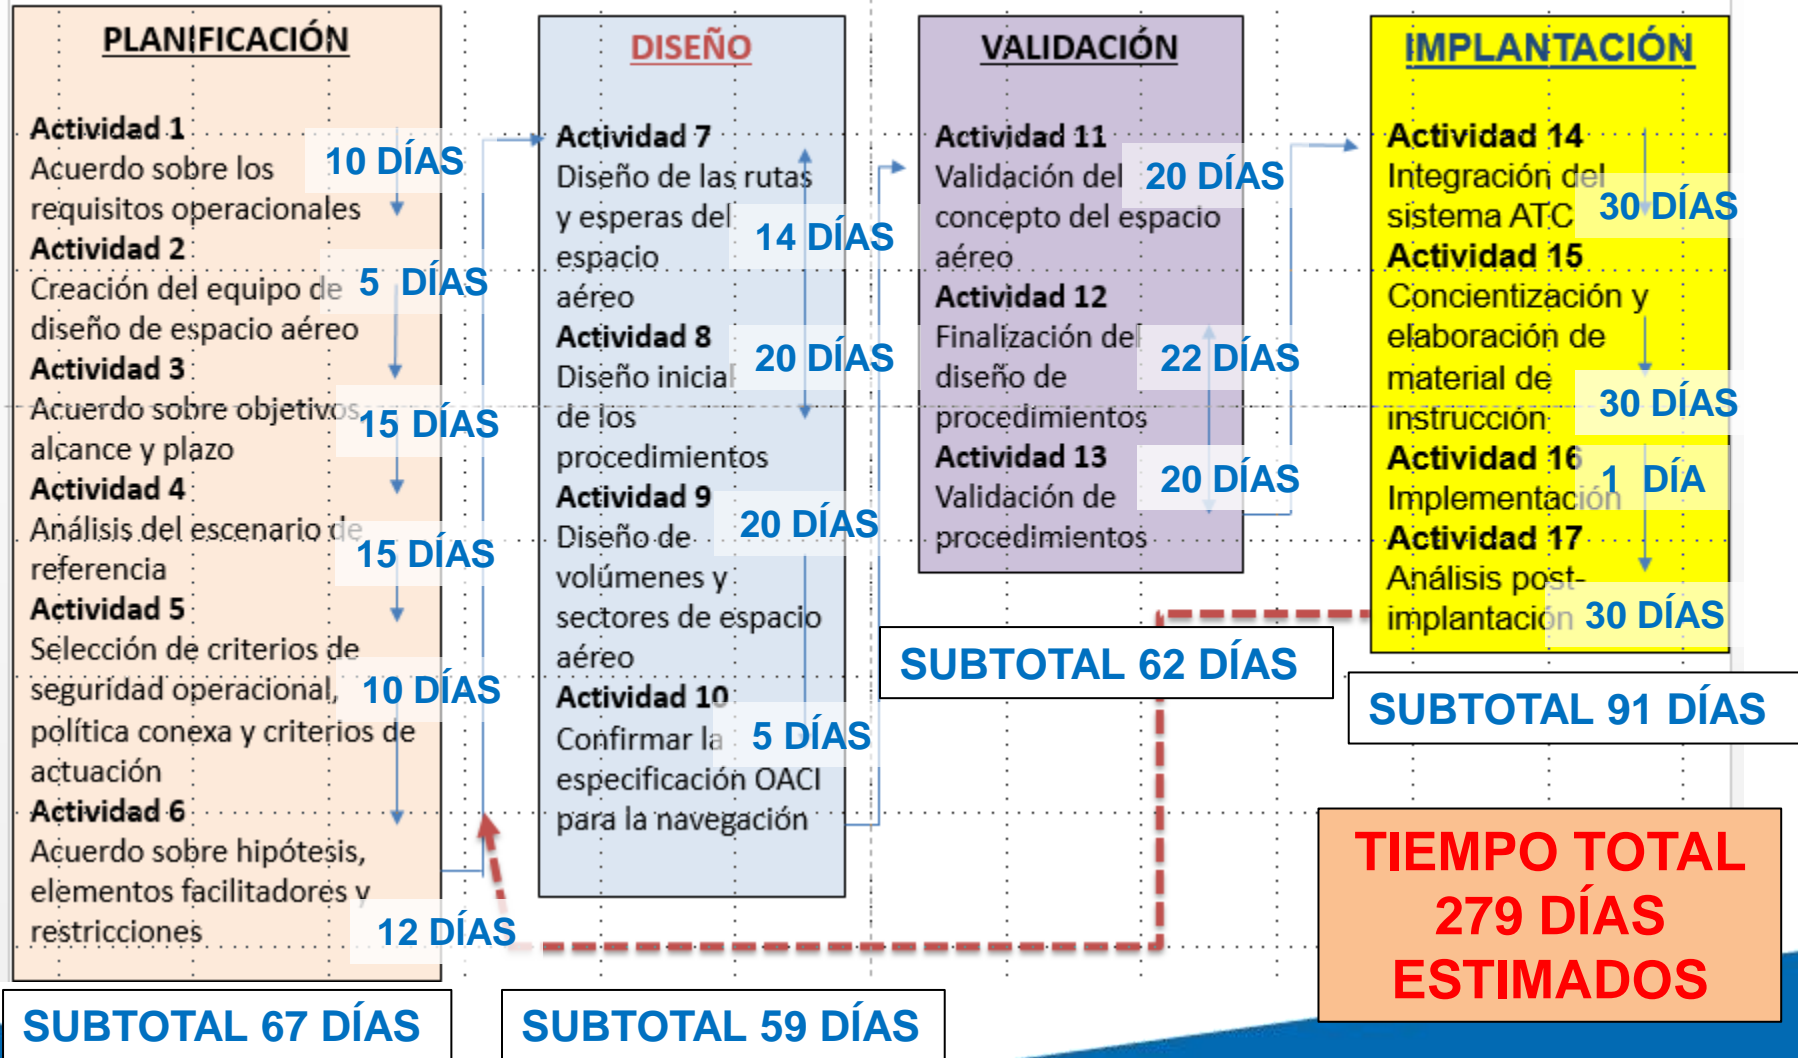 PLANIFICACIÓN
Actividad 1
Acuerdo sobre los
requisitos operacionales
10 DÍAS
Actividad 2
Creación del equipo de
diseño de espacio aéreo
5 DÍAS
Actividad 3
Acuerdo sobre objetivos,
alcance y plazo
15 DÍAS
Actividad 4
Análisis del escenario de
referencia
15 DÍAS
Actividad 5
Selección de criterios de
seguridad operacional,
política conexa y criterios de
actuación
10 DÍAS
Actividad 6
Acuerdo sobre hipótesis,
elementos facilitadores y
restricciones
12 DÍAS
SUBTOTAL 67 DÍAS
DISEÑO
Actividad 7
Diseño de las rutas
y esperas del
espacio
aéreo
14 DÍAS
Actividad 8
Diseño inicial
de los
procedimientos
20 DÍAS
Actividad 9
Diseño de
volúmenes y
sectores de espacio
aéreo
20 DÍAS
Actividad 10
Confirmar la
especificación OACI
para la navegación
5 DÍAS
SUBTOTAL 59 DÍAS
VALIDACIÓN
Actividad 11
Validación del
concepto del espacio
aéreo
20 DÍAS
Actividad 12
Finalización del
diseño de
procedimientos
22 DÍAS
Actividad 13
Validación de
procedimientos
20 DÍAS
SUBTOTAL 62 DÍAS
IMPLANTACIÓN
Actividad 14
Integración del
sistema ATC
30 DÍAS
Actividad 15
Concientización y
elaboración de
material de
instrucción
30 DÍAS
Actividad 16
Implementación
1 DÍA
Actividad 17
Análisis post-
implantación
30 DÍAS
SUBTOTAL 91 DÍAS
TIEMPO TOTAL
279 DÍAS
ESTIMADOS